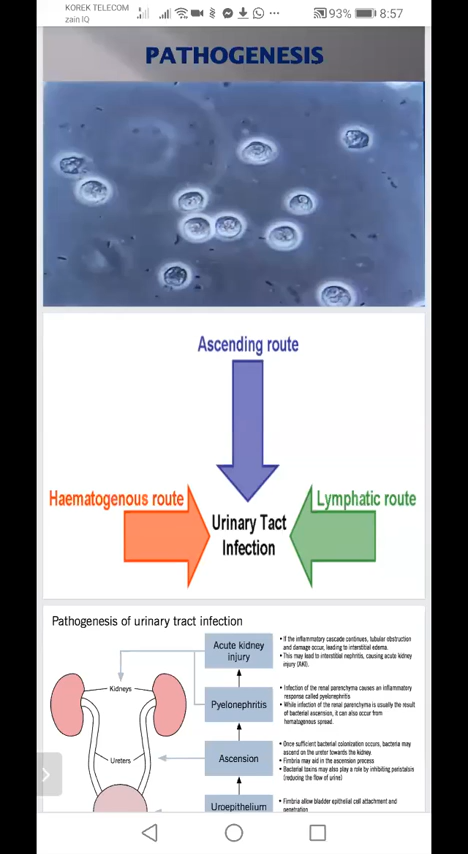 KOREK TELECOM
zain IQ
93% 8:57
PATHOGENESIS
Ascending route
Haematogenous route
Lymphatic route
Urinary Tact
Infection
Pathogenesis of urinary tract infection
Acute kidney
injury
• If the inflammatory cascade continues, tubular obstruction
and damage occur, leading to interstitial edema.
• This may lead to interstitial nephritis, causing acute kidney
injury (AKI).
Kidneys
Pyelonephritis
• Infection of the renal parenchyma causes an inflammatory
response called pyelonephritis
• While infection of the renal parenchyma is usually the result
of bacterial ascension, it can also occur from
hematogenous spread.
Ureters
Ascension
• Once sufficient bacterial colonization occurs, bacteria may
ascend on the ureter towards the kidney.
• Fimbria may aid in the ascension process
• Bacterial toxins may also play a role by inhibiting peristalsis
(reducing the flow of urine)
Uroepithelium
• Fimbria allow bladder epithelial cell attachment and
penetration